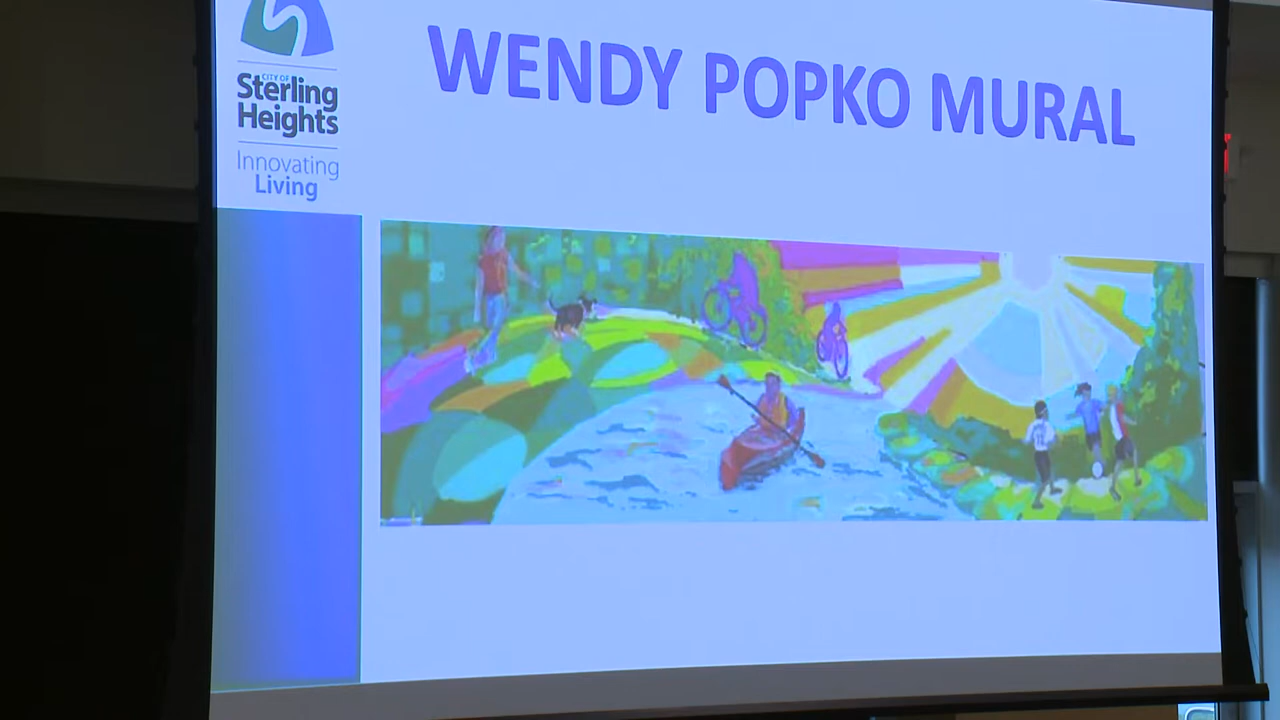 CITY OF
Sterling
Heights
Innovating
Living
WENDY POPKO MURAL